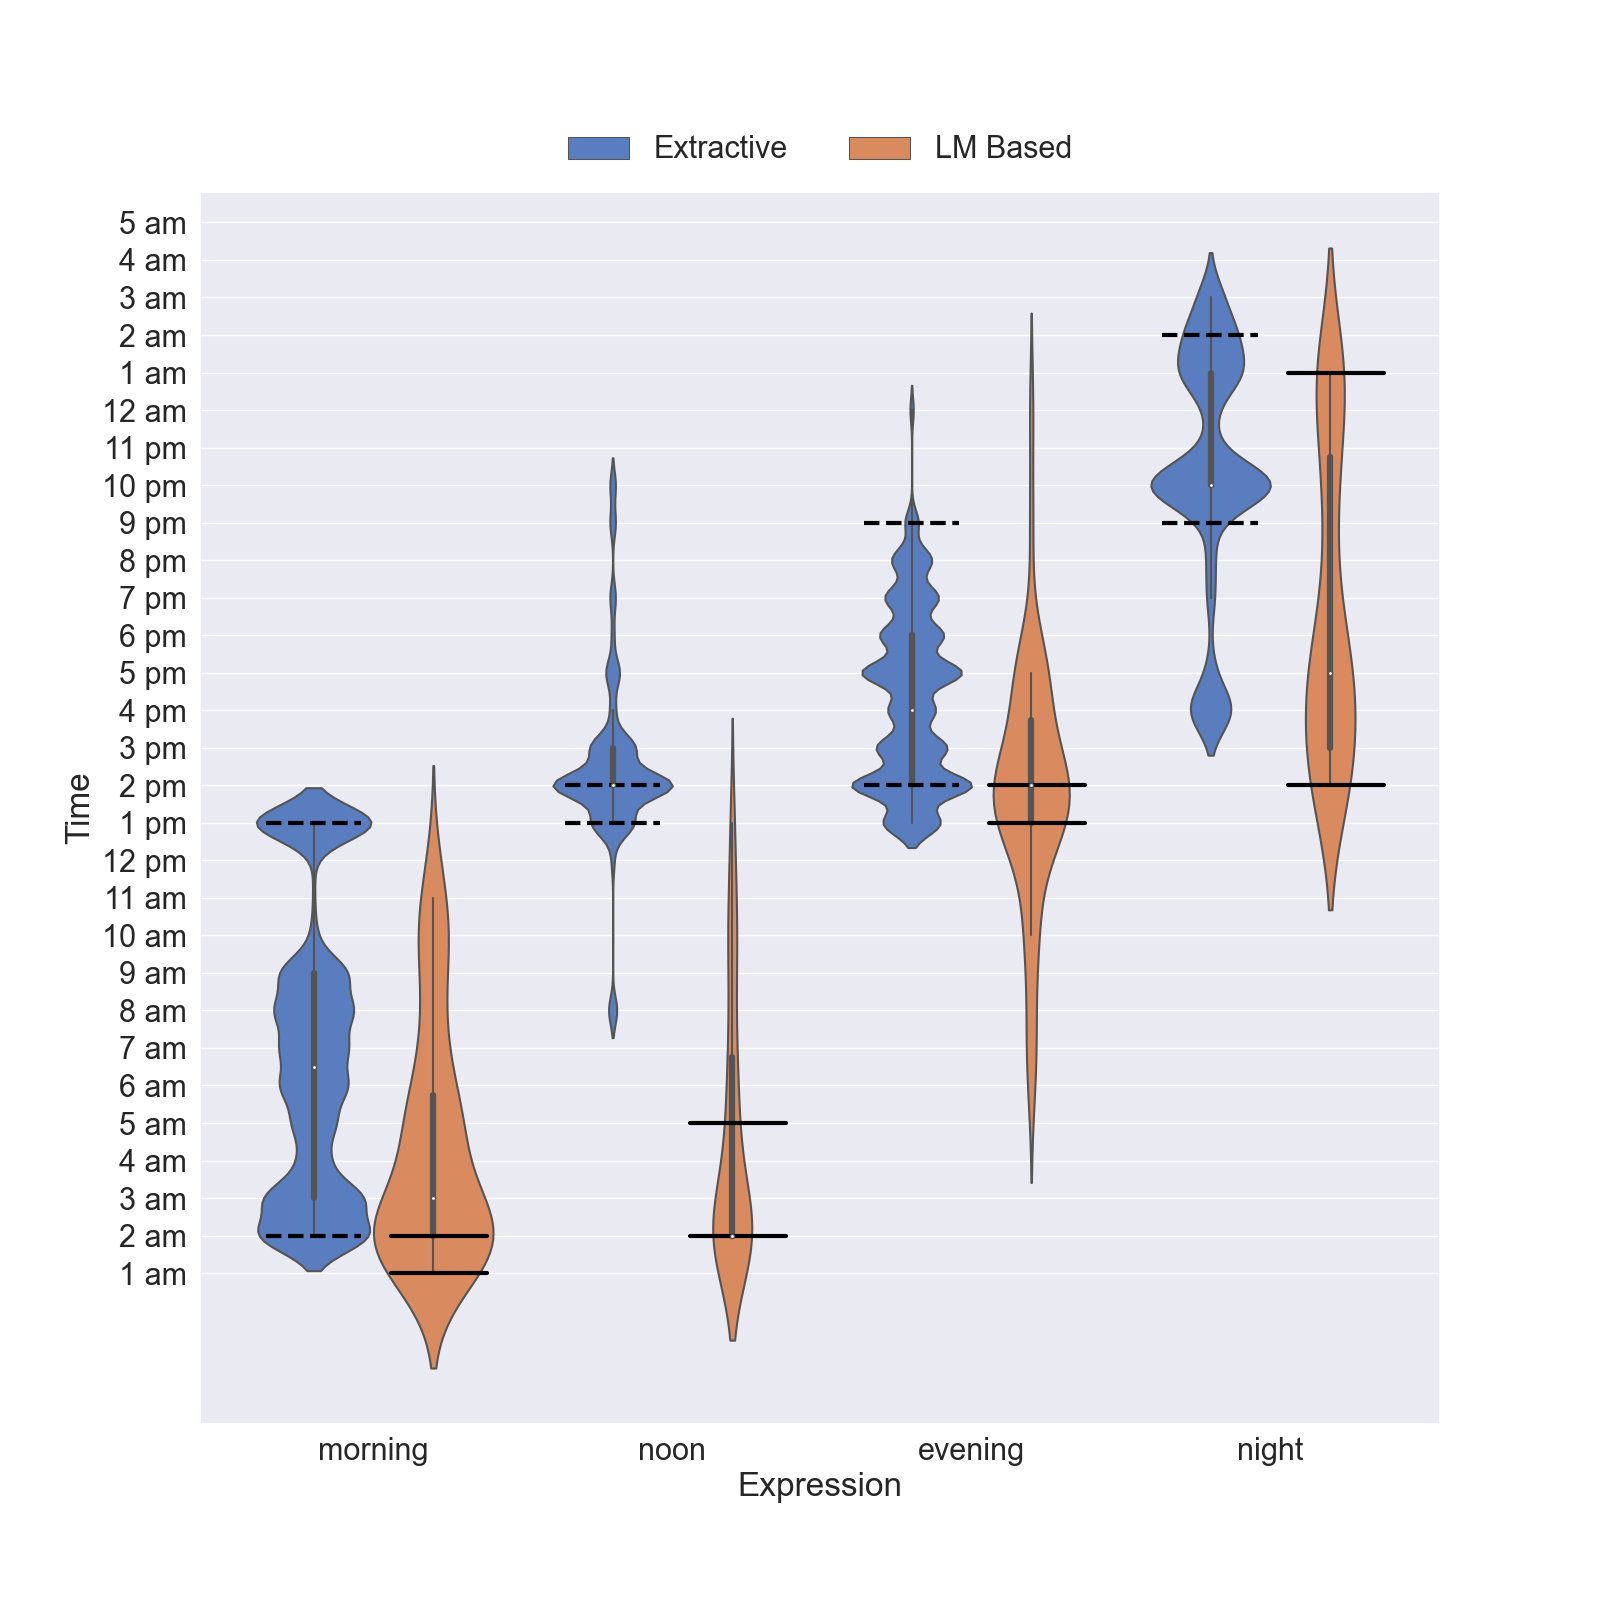 Extractive LM Based
5 am
4 am
3 am
2 am
1 am
12 am
11 pm
10 pm
9 pm
8 pm
7 pm
6 pm
5 pm
4 pm
3 pm
2 pm
1 pm
12 pm
11 am
10 am
9 am
8 am
7 am
6 am
5 am
4 am
3 am
2 am
1 am
Time
morning noon evening night
Expression